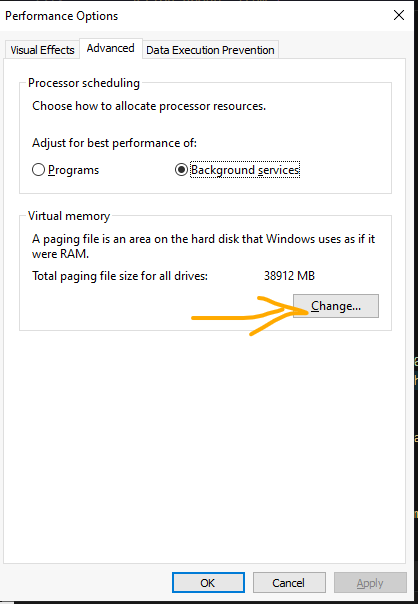 Performance Options
Visual Effects
Advanced
Data Execution Prevention
Processor scheduling
Choose how to allocate processor resources.
Adjust for best performance of:
Programs
Background services
Virtual memory
A paging file is an area on the hard disk that Windows uses as if it
were RAM.
Total paging file size for all drives: 38912 MB
Change...
OK
Cancel
Apply